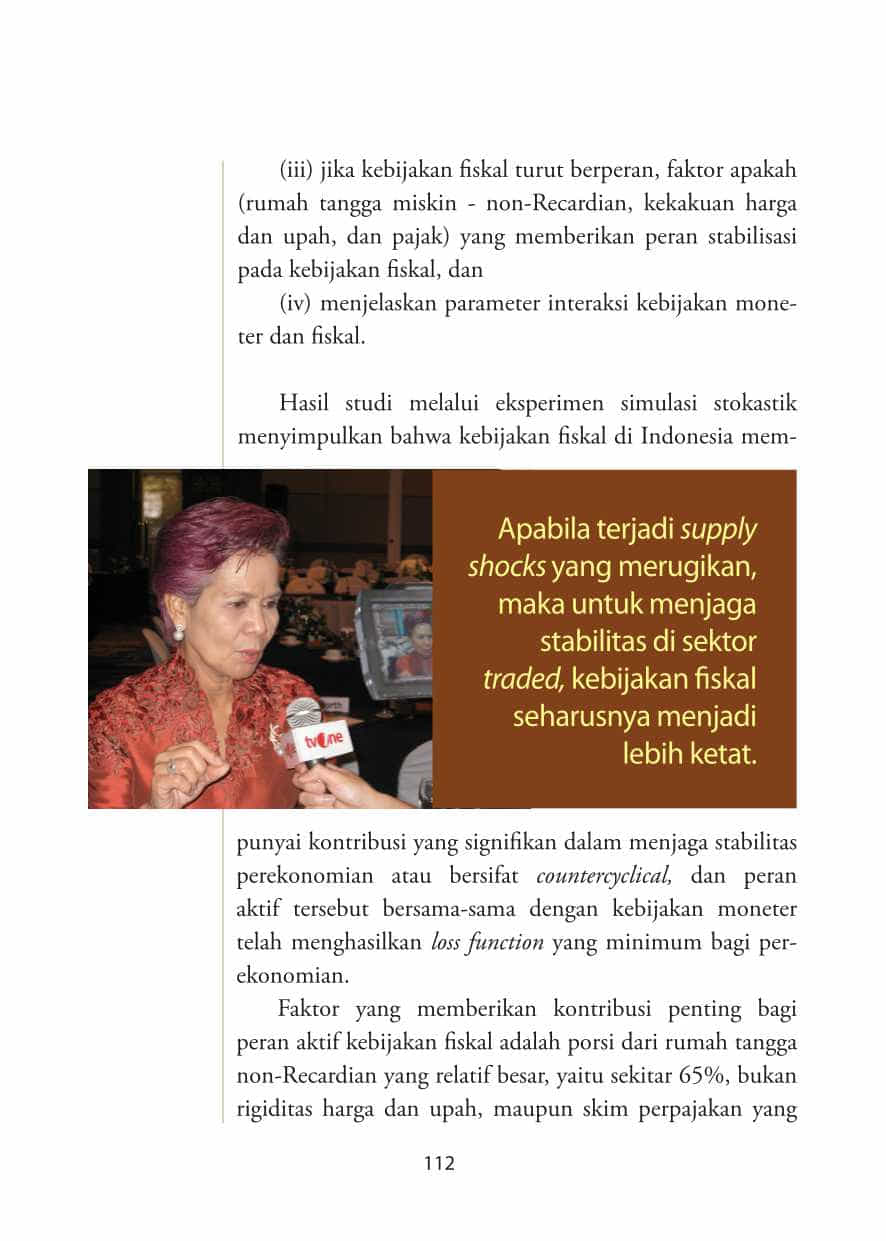 (iii) jika kebijakan fiskal turut berperan, faktor apakah
(rumah tangga miskin - non-Recardian, kekakuan harga
dan upah, dan pajak) yang memberikan peran stabilisasi
pada kebijakan fiskal, dan
(iv) menjelaskan parameter interaksi kebijakan mone-
ter dan fiskal.
Hasil studi melalui eksperimen simulasi stokastik
menyimpulkan bahwa kebijakan fiskal di Indonesia mem-
Apabila terjadi supply
shocks yang merugikan,
maka untuk menjaga
stabilitas di sektor
traded, kebijakan fiskal
seharusnya menjadi
lebih ketat.
tvOne
punyai kontribusi yang signifikan dalam menjaga stabilitas
perekonomian atau bersifat countercyclical, dan peran
aktif tersebut bersama-sama dengan kebijakan moneter
telah menghasilkan loss function yang minimum bagi per-
ekonomian.
Faktor yang memberikan kontribusi penting bagi
peran aktif kebijakan fiskal adalah porsi dari rumah tangga
non-Recardian yang relatif besar, yaitu sekitar 65%, bukan
rigiditas harga dan upah, maupun skim perpajakan yang
112